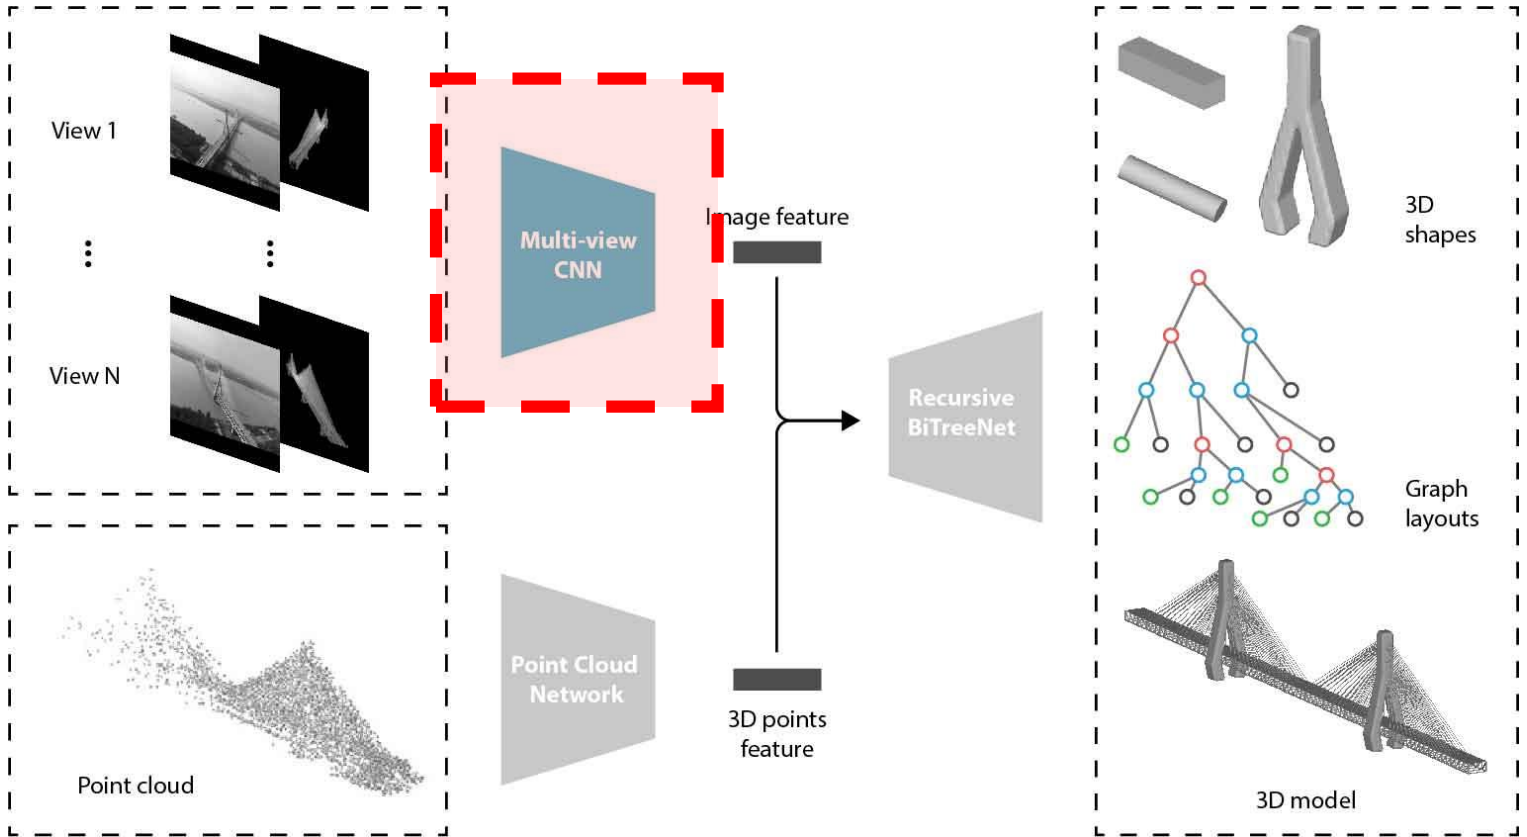 View 1
View N
Multi-view
CNN
Image feature
Recursive
BiTreeNet
Point Cloud
Network
3D points
feature
Point cloud
3D
shapes
Graph
layouts
3D model